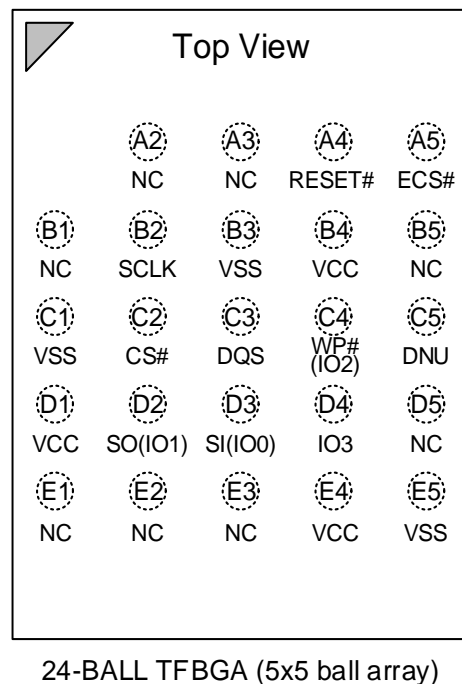 Top View
A2 A3 A4 A5
NC NC RESET# ECS#
B1 B2 B3 B4 B5
NC SCLK VSS VCC NC
C1 C2 C3 C4 C5
VSS CS# DQS WP# DNU
(IO2)
D1 D2 D3 D4 D5
VCC SO(IO1) SI(IO0) IO3 NC
E1 E2 E3 E4 E5
NC NC NC VCC VSS
24-BALL TFBGA (5x5 ball array)